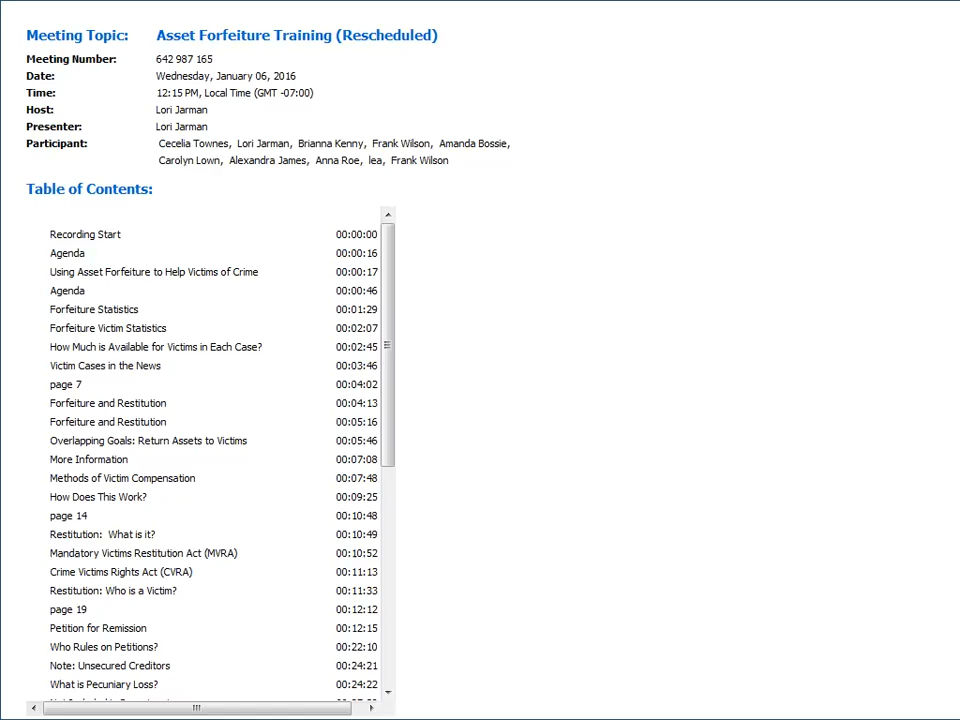 Meeting Topic: Asset Forfeiture Training (Rescheduled)
Meeting Number: 642 987 165
Date: Wednesday, January 06, 2016
Time: 12:15 PM, Local Time (GMT -07:00)
Host: Lori Jarman
Presenter: Lori Jarman
Participant: Cecelia Townes, Lori Jarman, Brianna Kenny, Frank Wilson, Amanda Bossie,
Carolyn Lown, Alexandra James, Anna Roe, lea, Frank Wilson
Table of Contents:
Recording Start 00:00:00
Agenda 00:00:16
Using Asset Forfeiture to Help Victims of Crime 00:00:17
Agenda 00:00:46
Forfeiture Statistics 00:01:29
Forfeiture Victim Statistics 00:02:07
How Much is Available for Victims in Each Case? 00:02:45
Victim Cases in the News 00:03:46
page 7 00:04:02
Forfeiture and Restitution 00:04:13
Forfeiture and Restitution 00:05:16
Overlapping Goals: Return Assets to Victims 00:05:46
More Information 00:07:08
Methods of Victim Compensation 00:07:48
How Does This Work? 00:09:25
page 14 00:10:48
Restitution: What is it? 00:10:49
Mandatory Victims Restitution Act (MVRA) 00:10:52
Crime Victims Rights Act (CVRA) 00:11:13
Restitution: Who is a Victim? 00:11:33
page 19 00:12:12
Petition for Remission 00:12:15
Who Rules on Petitions? 00:22:10
Note: Unsecured Creditors 00:24:21
What is Pecuniary Loss? 00:24:22